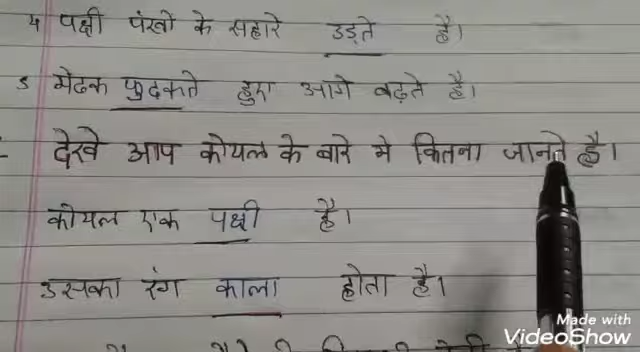 4 पक्षी पंखो के सहारे उड़ते है।
5 मेंढक फुदकते हुए आगे बढ़ते है।
देखे आप कोयल के बारे मे कितना जानते है।
कोयल एक पक्षी है।
उसका रंग काला होता है।
Made with
VideoShow